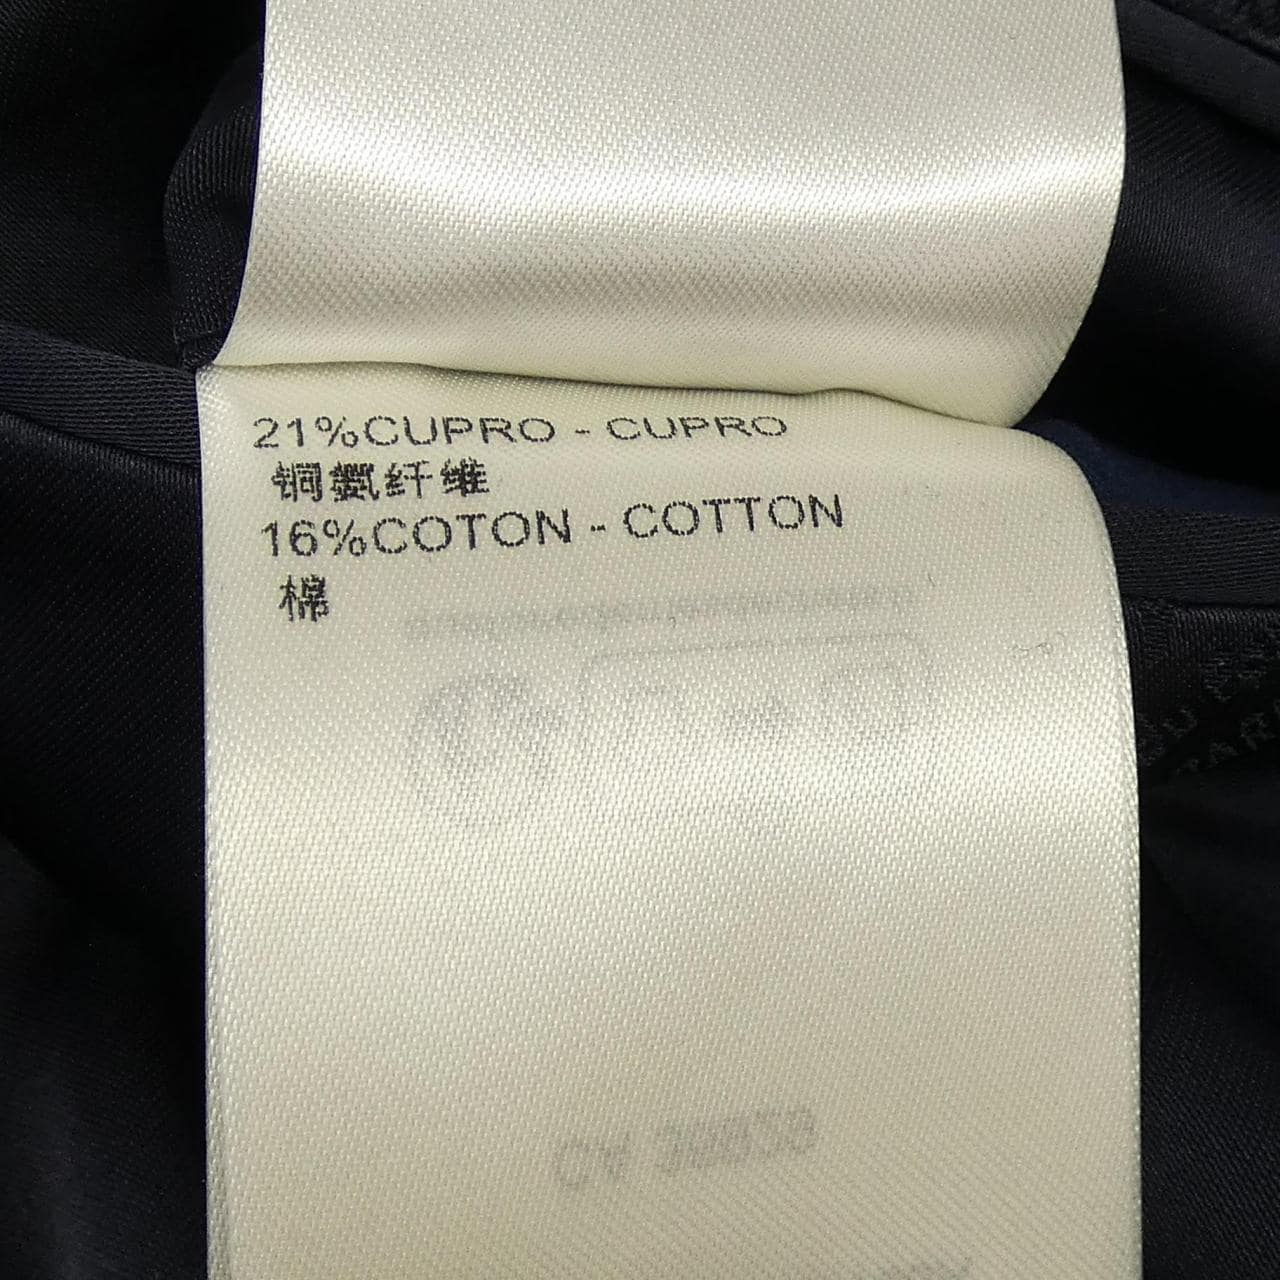 21%CUPRO - CUPRO
铜氨纤维
16%COTON - COTTON
棉